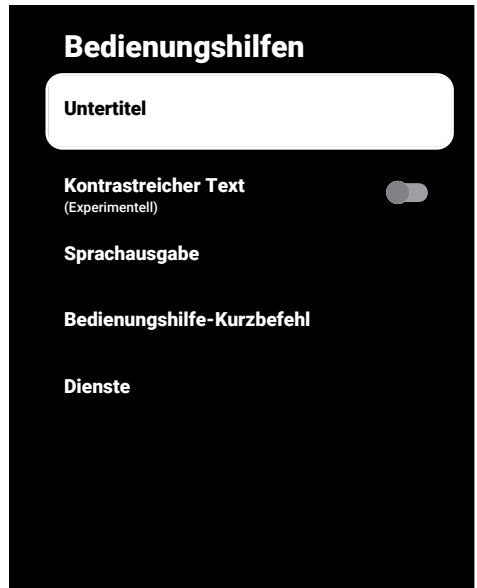 Bedienungshilfen
Untertitel
Kontrastreicher Text
(Experimentell)
Sprachausgabe
Bedienungshilfe-Kurzbefehl
Dienste